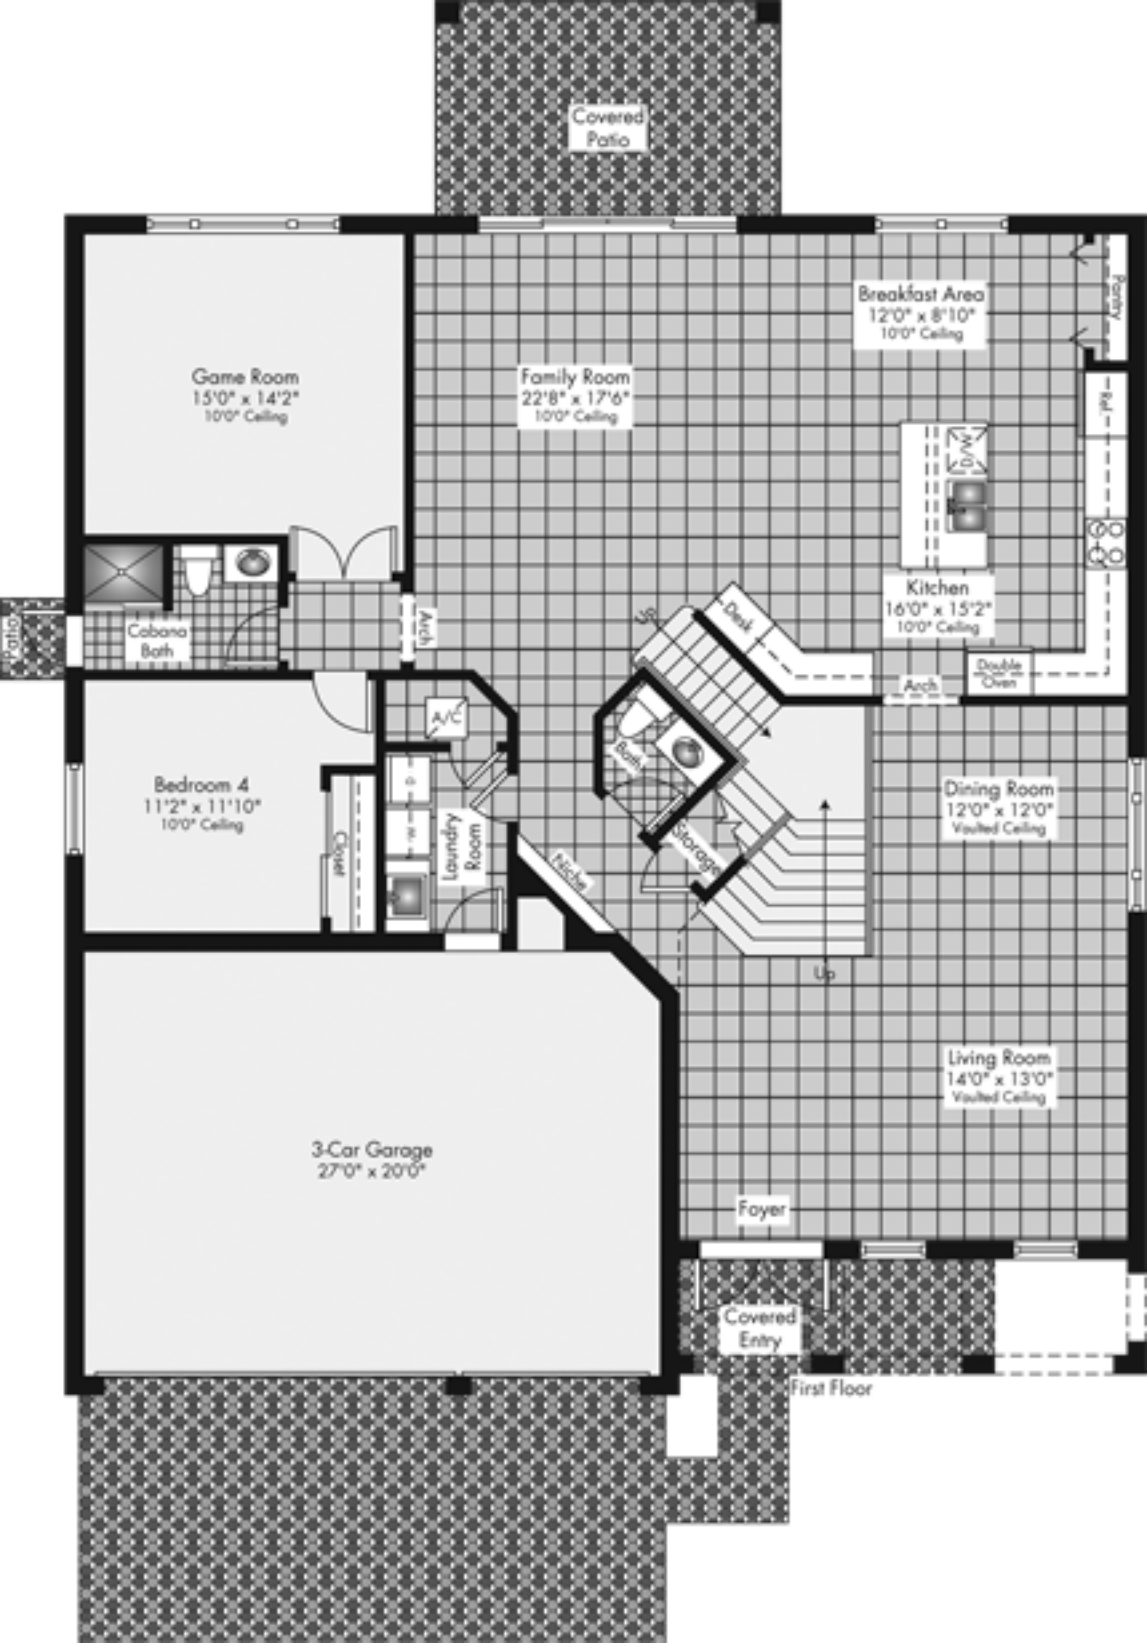 Covered
Patio
Breakfast Area
12'0" x 8'10"
10'0" Ceiling
Pantry
Game Room
15'0" x 14'2"
10'0" Ceiling
Family Room
22'8" x 17'6"
10'0" Ceiling
Ref.
D/W
Kitchen
16'0" x 15'2"
10'0" Ceiling
Patio
Cabana
Bath
Arch
Up
Desk
Double
Oven
Arch
A/C
Bath
Bedroom 4
11'2" x 11'10"
10'0" Ceiling
Closet
D
W
Laundry
Room
Niche
Storage
Dining Room
12'0" x 12'0"
Vaulted Ceiling
Up
Living Room
14'0" x 13'0"
Vaulted Ceiling
3-Car Garage
27'0" x 20'0"
Foyer
Covered
Entry
First Floor